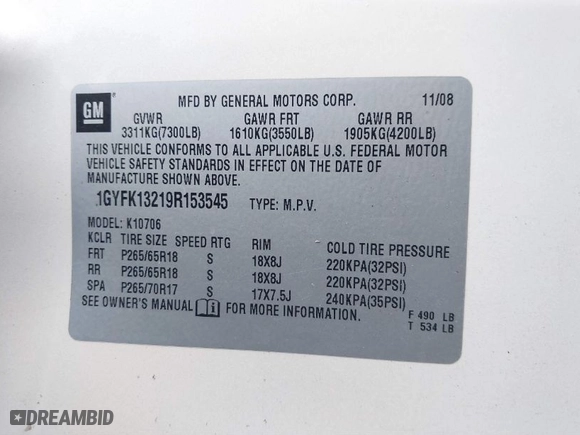 GM MFD BY GENERAL MOTORS CORP. 11/08
GVWR GAWR FRT GAWR RR
3311KG(7300LB) 1610KG(3550LB) 1905KG(4200LB)
THIS VEHICLE CONFORMS TO ALL APPLICABLE U.S. FEDERAL MOTOR
VEHICLE SAFETY STANDARDS IN EFFECT ON THE DATE OF
MANUFACTURE SHOWN ABOVE.
1GYFK13219R153545 TYPE: M.P.V.
MODEL: K10706
KCLR TIRE SIZE SPEED RTG RIM COLD TIRE PRESSURE
FRT P265/65R18 S 18X8J 220KPA(32PSI)
RR P265/65R18 S 18X8J 220KPA(32PSI)
SPA P265/70R17 S 17X7.5J 240KPA(35PSI)
SEE OWNER'S MANUAL FOR MORE INFORMATION. F 490 LB
T 534 LB
DREAMBID